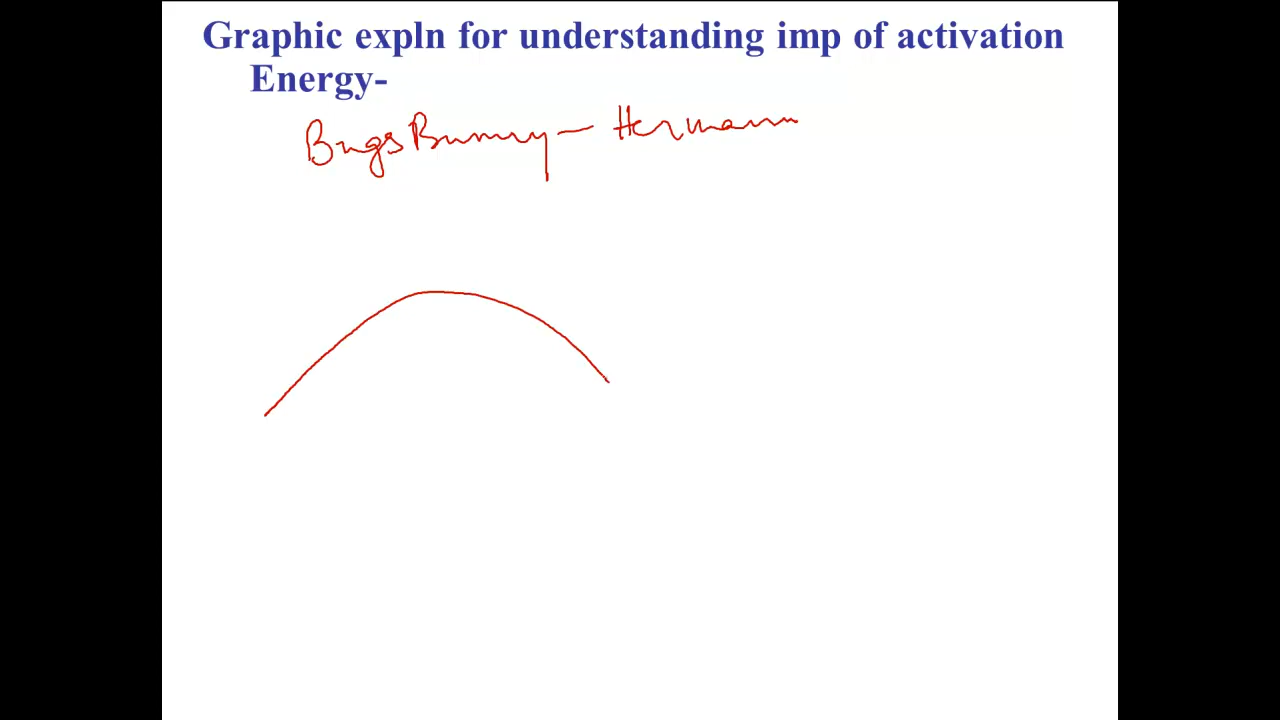 Graphic expln for understanding imp of activation
Energy-
Bugs Bunny - Hermann